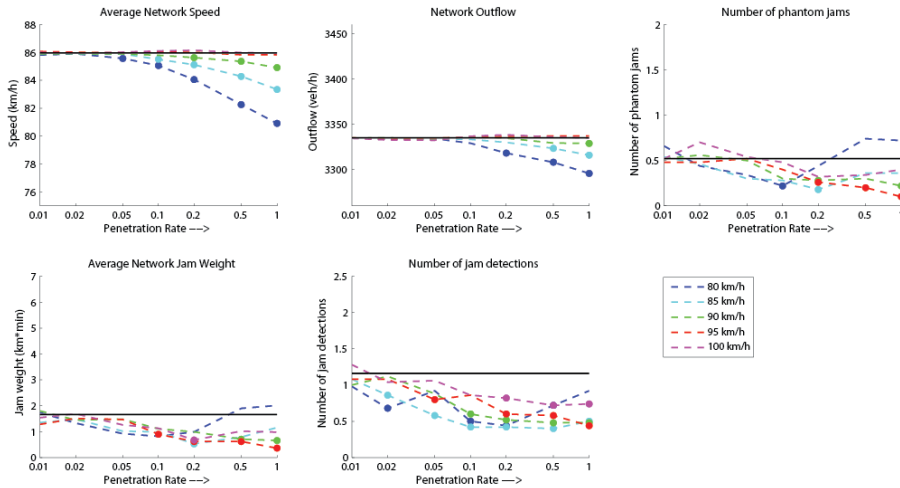 Average Network Speed
Speed (km/h)
88
86
84
82
80
78
76
0.01 0.02 0.05 0.1 0.2 0.5 1
Penetration Rate -->
Network Outflow
Outflow (veh/h)
3450
3400
3350
3300
0.01 0.02 0.05 0.1 0.2 0.5 1
Penetration Rate -->
Number of phantom jams
Number of phantom jams
2
1.5
1
0.5
0
0.01 0.02 0.05 0.1 0.2 0.5 1
Penetration Rate -->
Average Network Jam Weight
Jam weight (km*min)
7
6
5
4
3
2
1
0
0.01 0.02 0.05 0.1 0.2 0.5 1
Penetration Rate -->
Number of jam detections
Number of jam detections
2.5
2
1.5
1
0.5
0
0.01 0.02 0.05 0.1 0.2 0.5 1
Penetration Rate -->
80 km/h
85 km/h
90 km/h
95 km/h
100 km/h